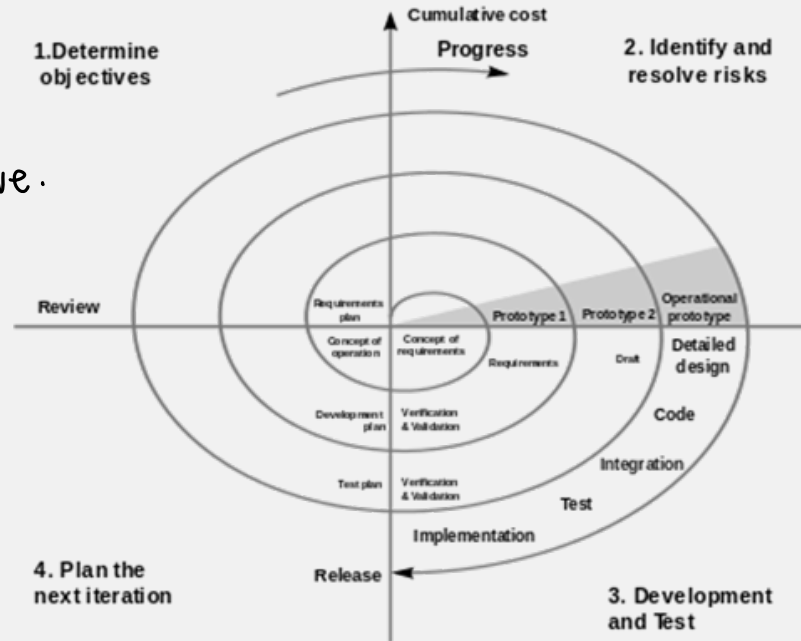 Cumulative cost
1.Determine
objectives
Progress
2. Identify and
resolve risks
Review
Requirements
plan
Prototype 1
Prototype 2
Operational
prototype
Concept of
operation
Concept of
requirements
Requirements
Draft
Detailed
design
Development
plan
Verification
& Validation
Code
Integration
Test plan
Verification
& Validation
Test
Implementation
4. Plan the
next iteration
Release
3. Development
and Test